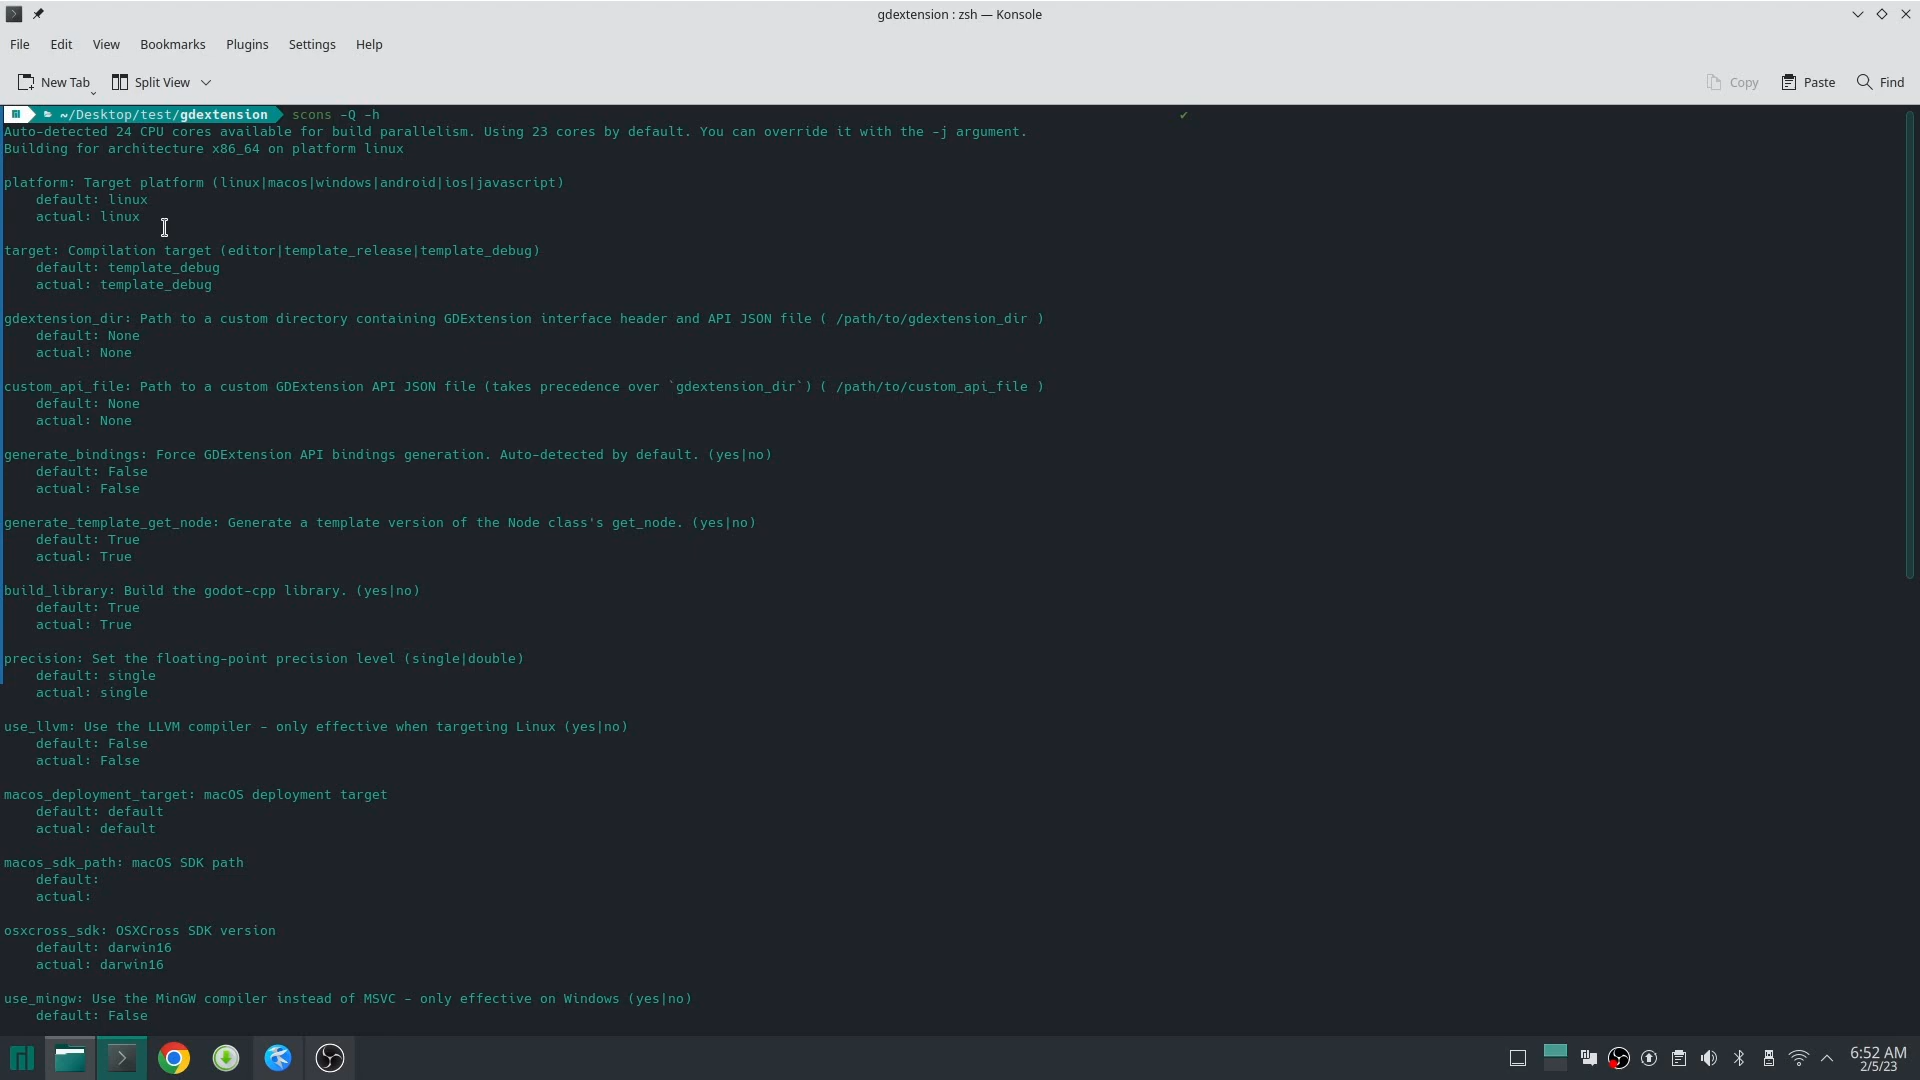 gdextension : zsh — Konsole
File Edit View Bookmarks Plugins Settings Help
New Tab Split View Copy Paste Find
~/Desktop/test/gdextension scons -Q -h ✔
Auto-detected 24 CPU cores available for build parallelism. Using 23 cores by default. You can override it with the -j argument.
Building for architecture x86_64 on platform linux
platform: Target platform (linux|macos|windows|android|ios|javascript)
default: linux
actual: linux
target: Compilation target (editor|template_release|template_debug)
default: template_debug
actual: template_debug
gdextension_dir: Path to a custom directory containing GDExtension interface header and API JSON file ( /path/to/gdextension_dir )
default: None
actual: None
custom_api_file: Path to a custom GDExtension API JSON file (takes precedence over `gdextension_dir`) ( /path/to/custom_api_file )
default: None
actual: None
generate_bindings: Force GDExtension API bindings generation. Auto-detected by default. (yes|no)
default: False
actual: False
generate_template_get_node: Generate a template version of the Node class's get_node. (yes|no)
default: True
actual: True
build_library: Build the godot-cpp library. (yes|no)
default: True
actual: True
precision: Set the floating-point precision level (single|double)
default: single
actual: single
use_llvm: Use the LLVM compiler - only effective when targeting Linux (yes|no)
default: False
actual: False
macos_deployment_target: macOS deployment target
default: default
actual: default
macos_sdk_path: macOS SDK path
default:
actual:
osxcross_sdk: OSXCross SDK version
default: darwin16
actual: darwin16
use_mingw: Use the MinGW compiler instead of MSVC - only effective on Windows (yes|no)
default: False
6:52 AM
2/5/23